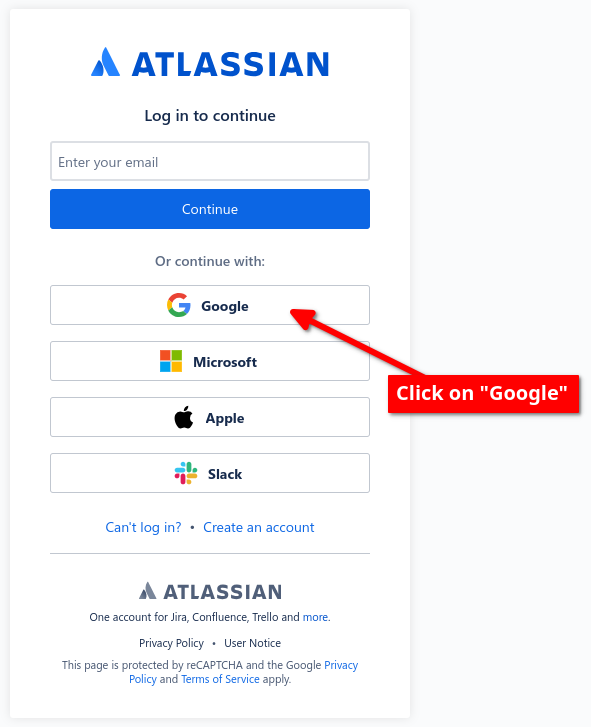 ATLASSIAN
Log in to continue
Enter your email
Continue
Or continue with:
Google
Microsoft
Click on "Google"
Apple
Slack
Can't log in? • Create an account
ATLASSIAN
One account for Jira, Confluence, Trello and more.
Privacy Policy • User Notice
This page is protected by reCAPTCHA and the Google Privacy
Policy and Terms of Service apply.